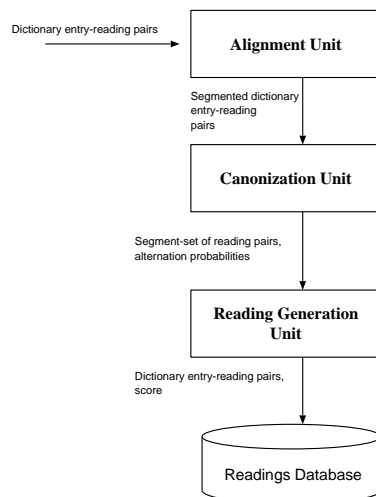 Dictionary entry-reading pairs
Alignment Unit
Segmented dictionary
entry-reading
pairs
Canonization Unit
Segment-set of reading pairs,
alternation probabilities
Reading Generation
Unit
Dictionary entry-reading pairs,
score
Readings Database